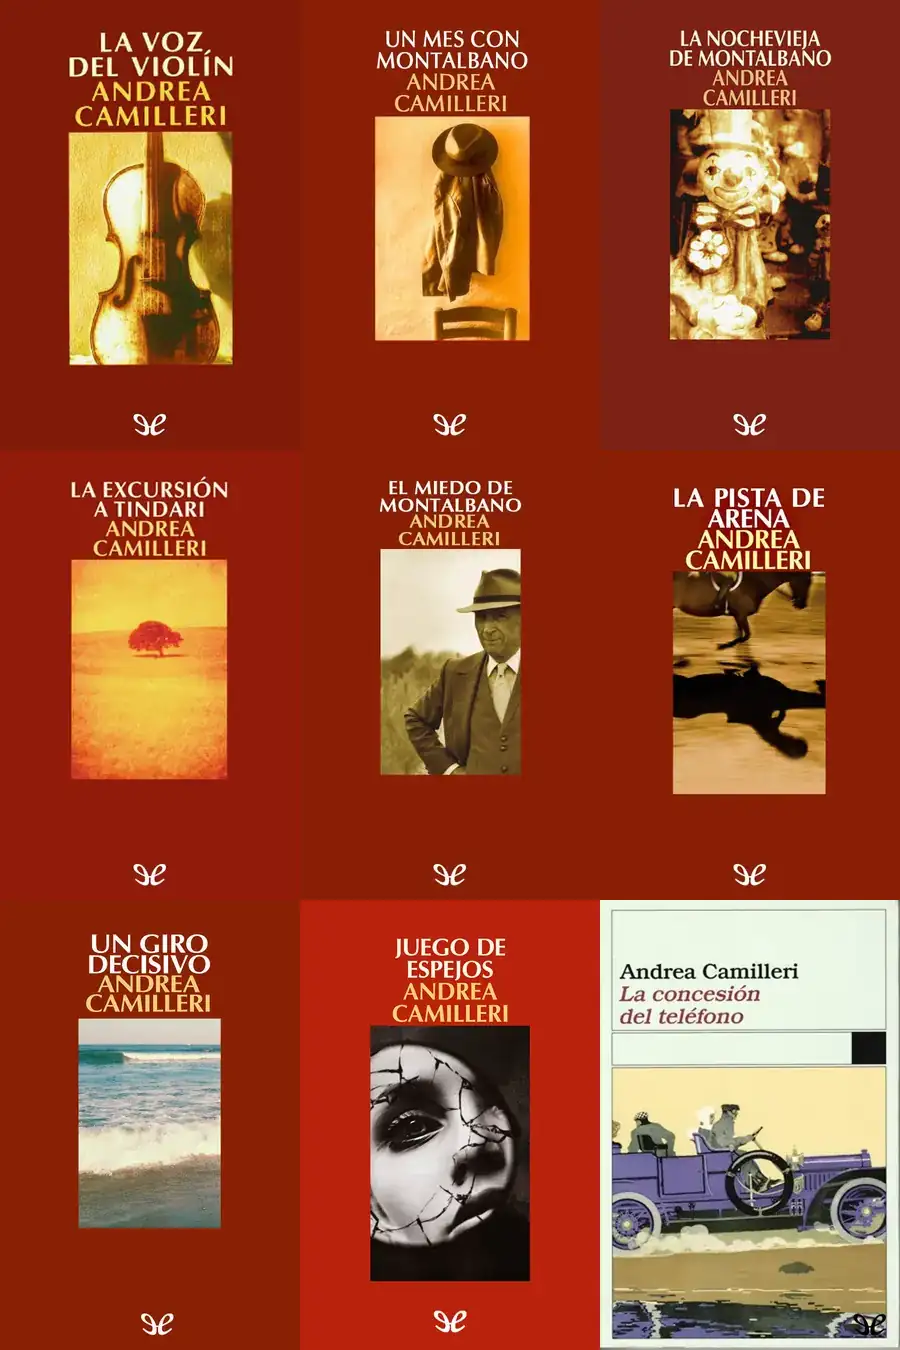 LA VOZ
DEL VIOLÍN
ANDREA
CAMILLERI
UN MES CON
MONTALBANO
ANDREA
CAMILLERI
LA NOCHEVIEJA
DE MONTALBANO
ANDREA
CAMILLERI
LA EXCURSIÓN
A TINDARI
ANDREA
CAMILLERI
EL MIEDO DE
MONTALBANO
ANDREA
CAMILLERI
LA PISTA DE
ARENA
ANDREA
CAMILLERI
UN GIRO
DECISIVO
ANDREA
CAMILLERI
JUEGO DE
ESPEJOS
ANDREA
CAMILLERI
Andrea Camilleri
La concesión
del teléfono